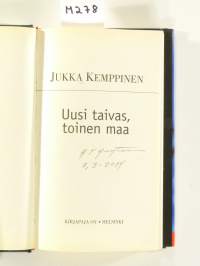 M278
JUKKA KEMPPINEN
Uusi taivas,
toinen maa
KIRJAPAJA OY • HELSINKI